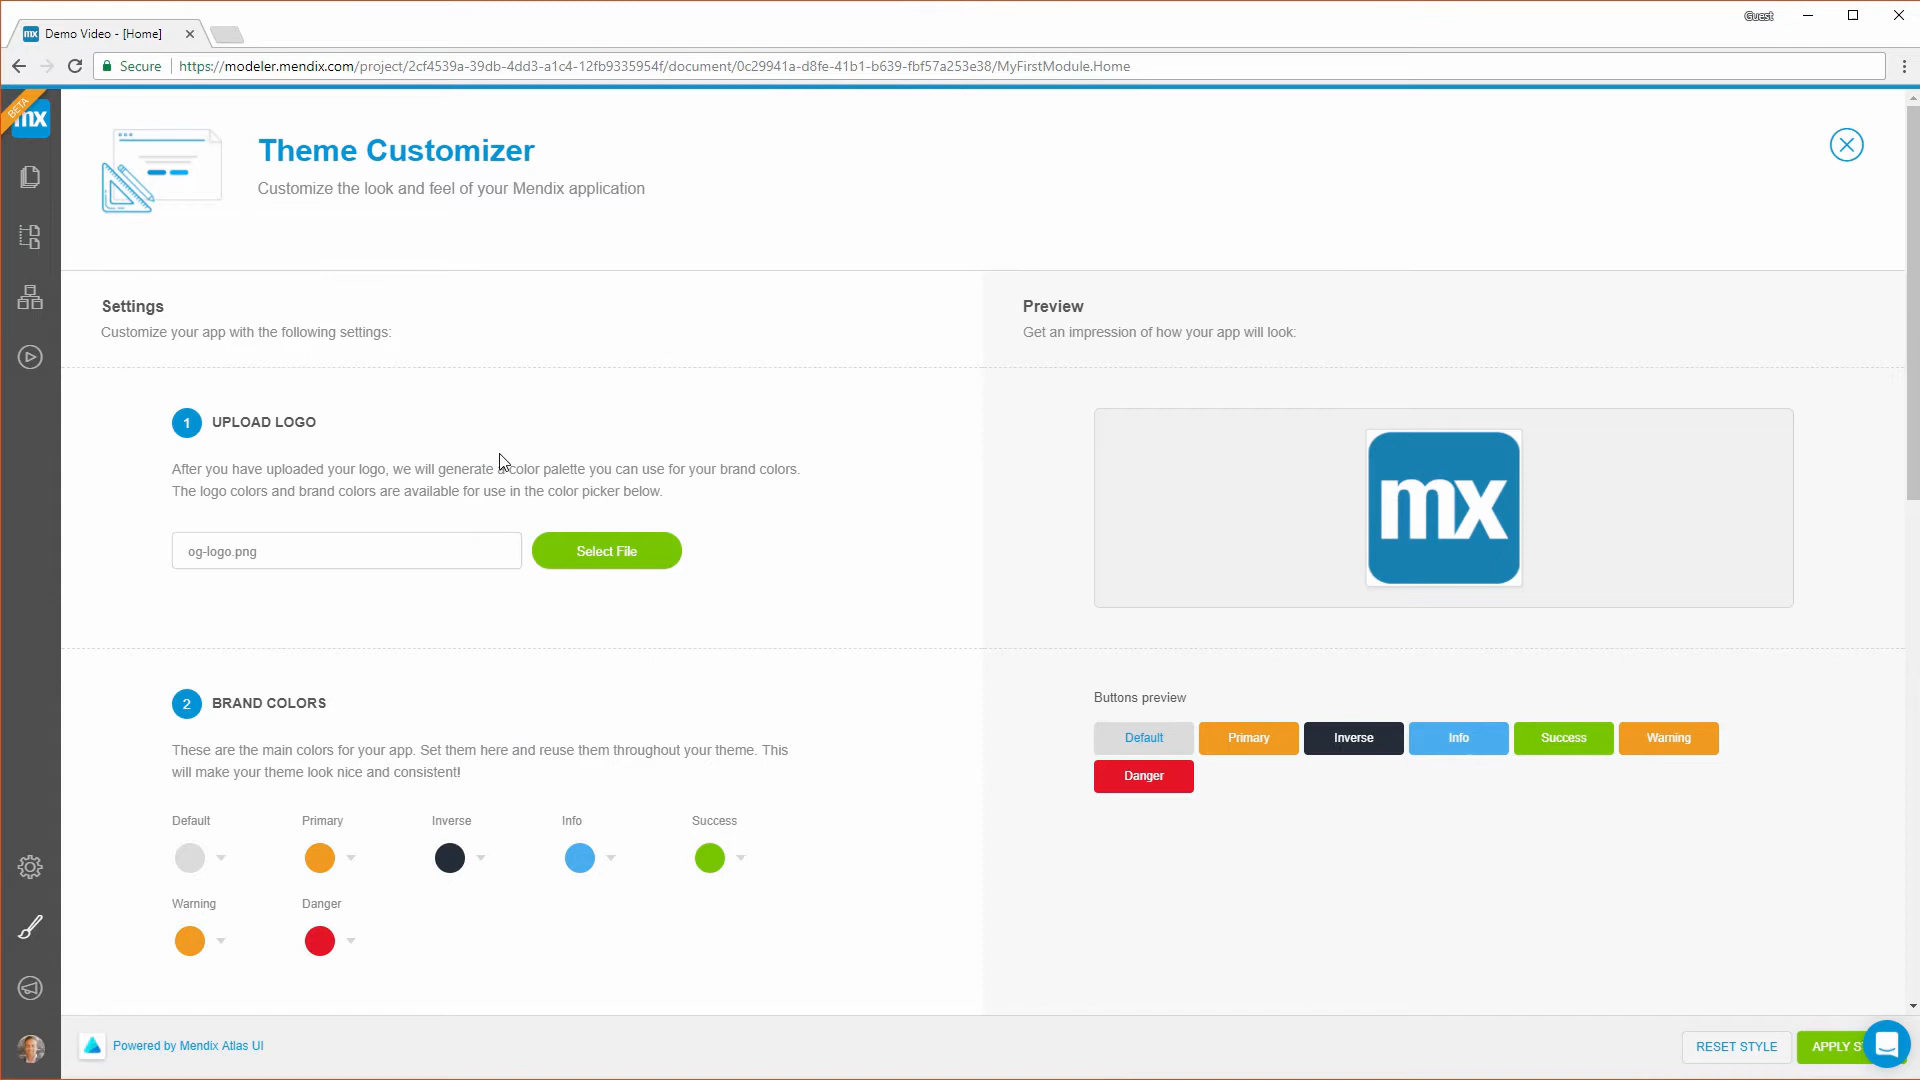 Demo Video - [Home]
Guest
Secure
https://modeler.mendix.com/project/2cf4539a-39db-4dd3-a1c4-12fb9335954f/document/0c29941a-d8fe-41b1-b639-fbf57a253e38/MyFirstModule.Home
BETA
mx
Theme Customizer
Customize the look and feel of your Mendix application
Settings
Customize your app with the following settings:
Preview
Get an impression of how your app will look:
1 UPLOAD LOGO
After you have uploaded your logo, we will generate a color palette you can use for your brand colors.
The logo colors and brand colors are available for use in the color picker below.
og-logo.png
Select File
mx
2 BRAND COLORS
These are the main colors for your app. Set them here and reuse them throughout your theme. This
will make your theme look nice and consistent!
Default Primary Inverse Info Success
Warning Danger
Buttons preview
Default Primary Inverse Info Success Warning
Danger
Powered by Mendix Atlas UI
RESET STYLE
APPLY